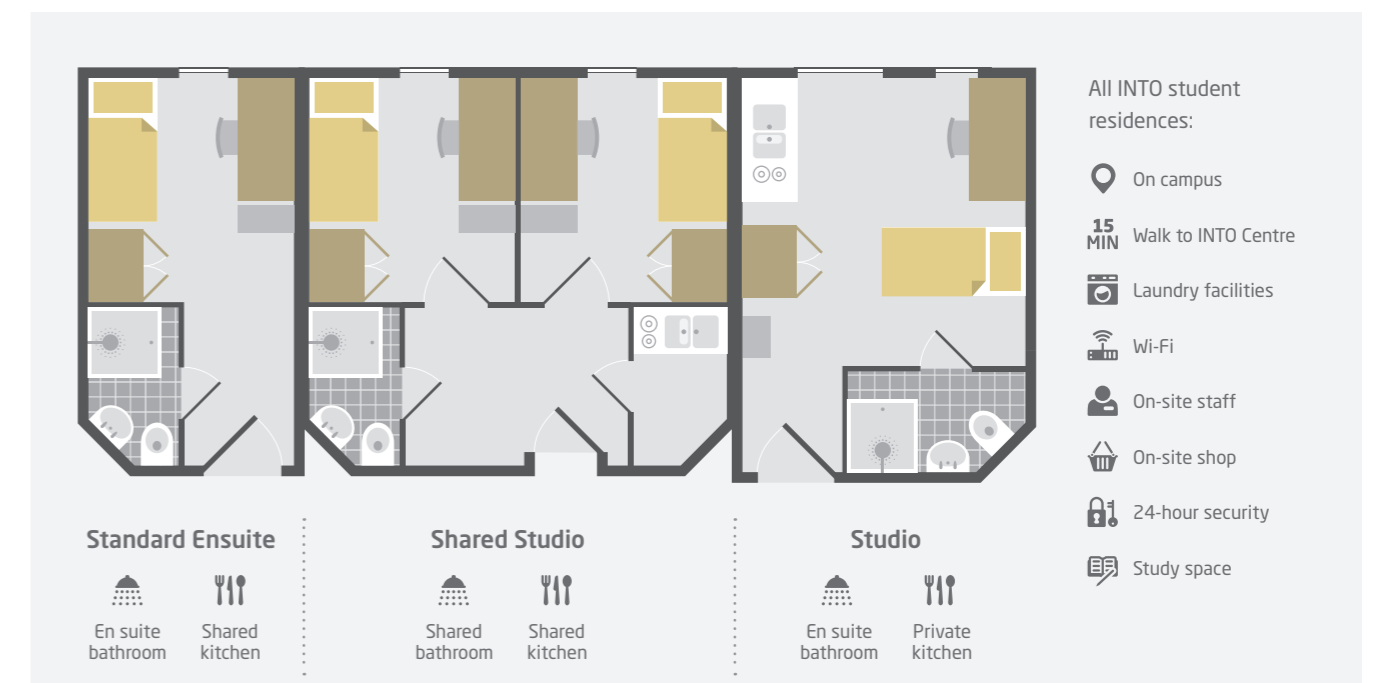 All INTO student
residences:
On campus
15
MIN
Walk to INTO Centre
Laundry facilities
Wi-Fi
On-site staff
On-site shop
24-hour security
Study space
Standard Ensuite
En suite
bathroom
Shared
kitchen
Shared Studio
Shared
bathroom
Shared
kitchen
Studio
En suite
bathroom
Private
kitchen